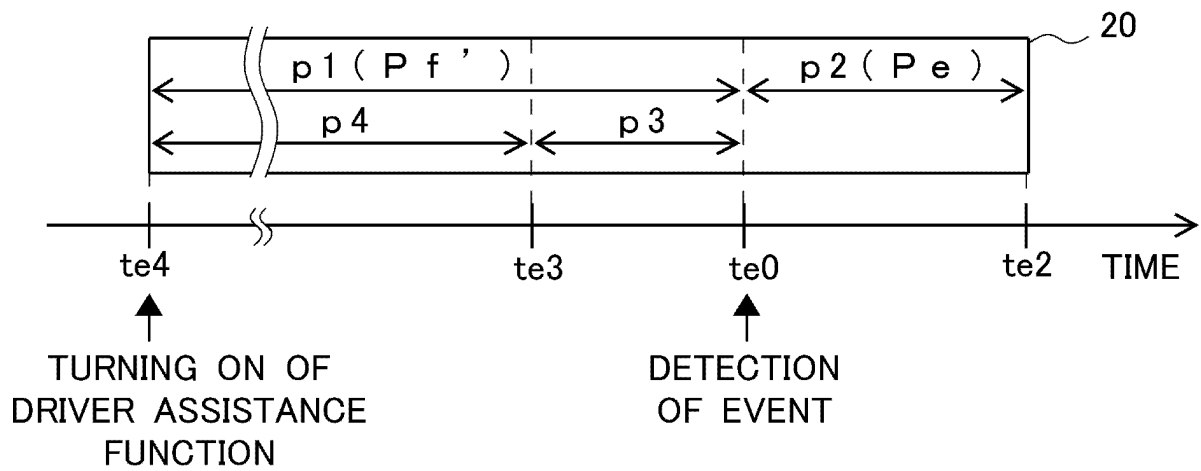 20
p1(Pf’)
p2(Pe)
p4
p3
te4
te3
te0
te2
TIME
TURNING ON OF
DRIVER ASSISTANCE
FUNCTION
DETECTION
OF EVENT